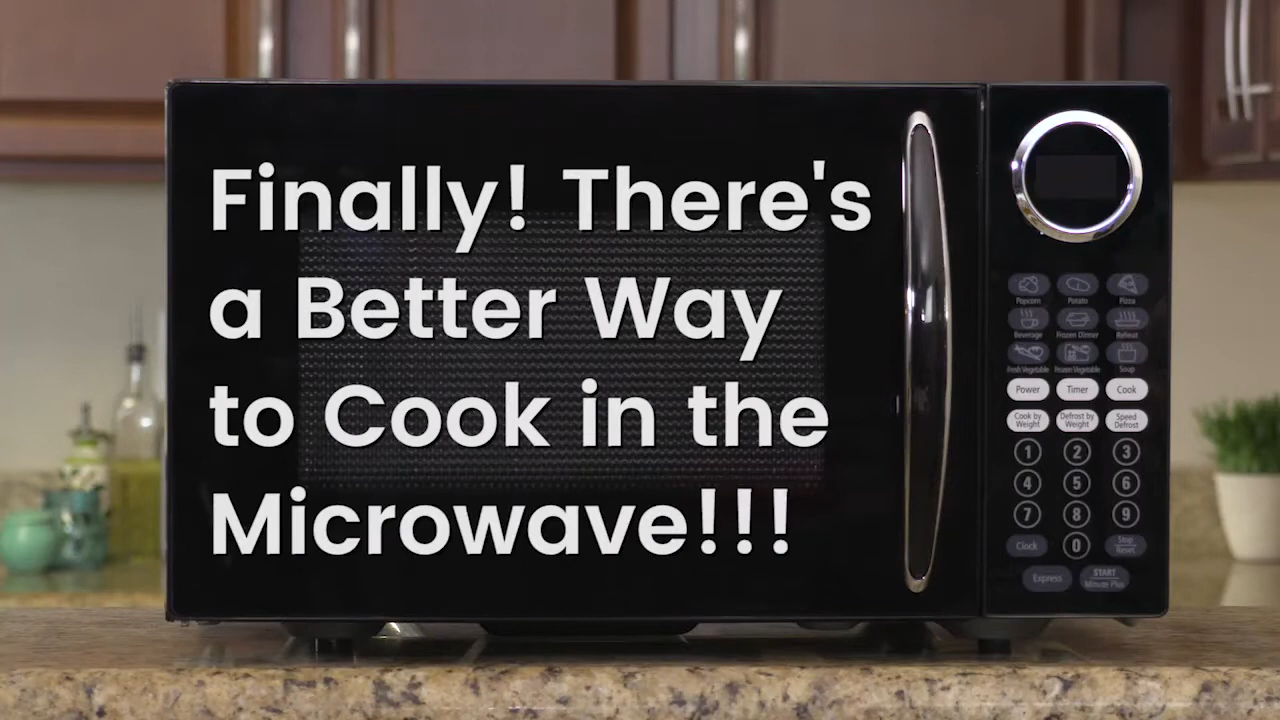 Finally! There's
a Better Way
to Cook in the
Microwave!!!
Popcorn Potato Pizza
Beverage Frozen Dinner Reheat
Fresh Vegetable Frozen Vegetable Soup
Power Timer Cook
Cook by Weight Defrost by Weight Speed Defrost
1 2 3
4 5 6
7 8 9
Clock 0 Stop Reset
Express START Minute Plus